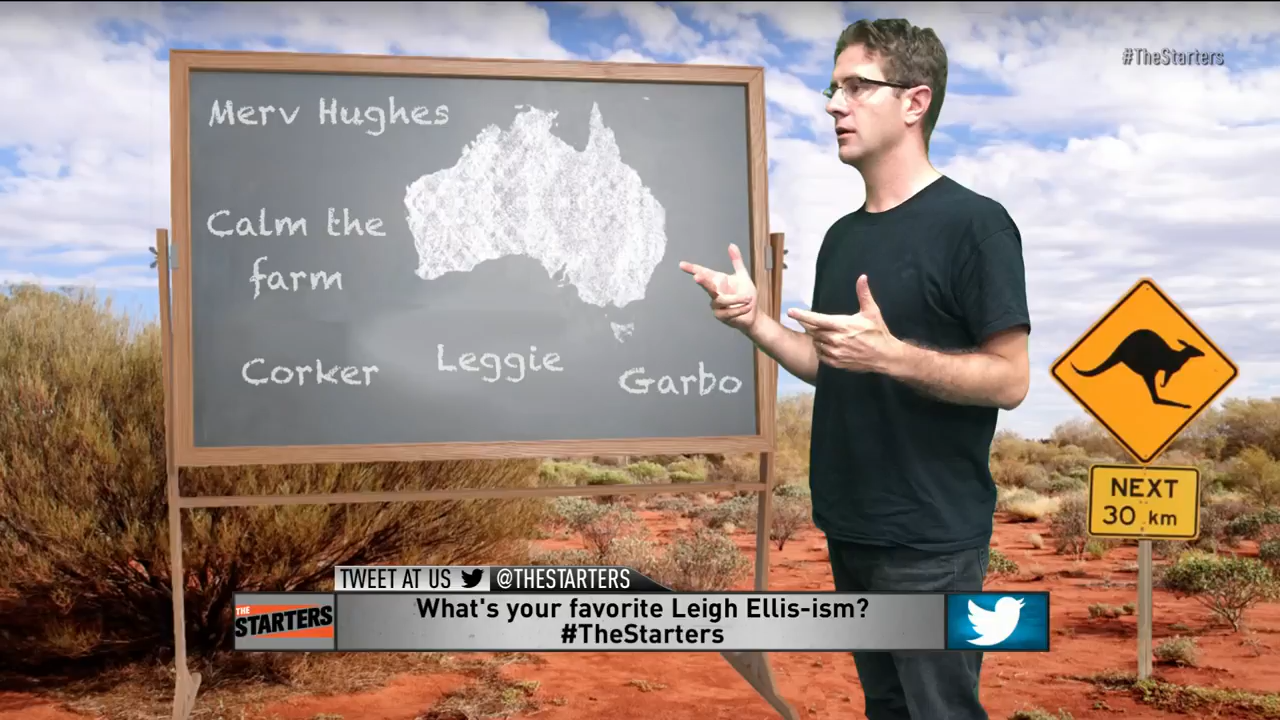 #TheStarters
Merv Hughes
Calm the
farm
Corker
Leggie
Garbo
NEXT
30 km
TWEET AT US @THESTARTERS
THE
STARTERS
What's your favorite Leigh Ellis-ism?
#TheStarters